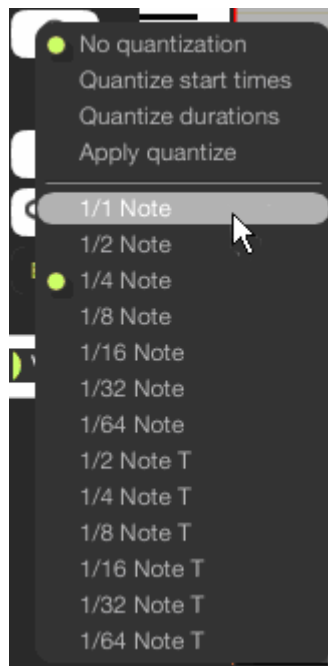 No quantization
Quantize start times
Quantize durations
Apply quantize
1/1 Note
1/2 Note
1/4 Note
1/8 Note
1/16 Note
1/32 Note
1/64 Note
1/2 Note T
1/4 Note T
1/8 Note T
1/16 Note T
1/32 Note T
1/64 Note T